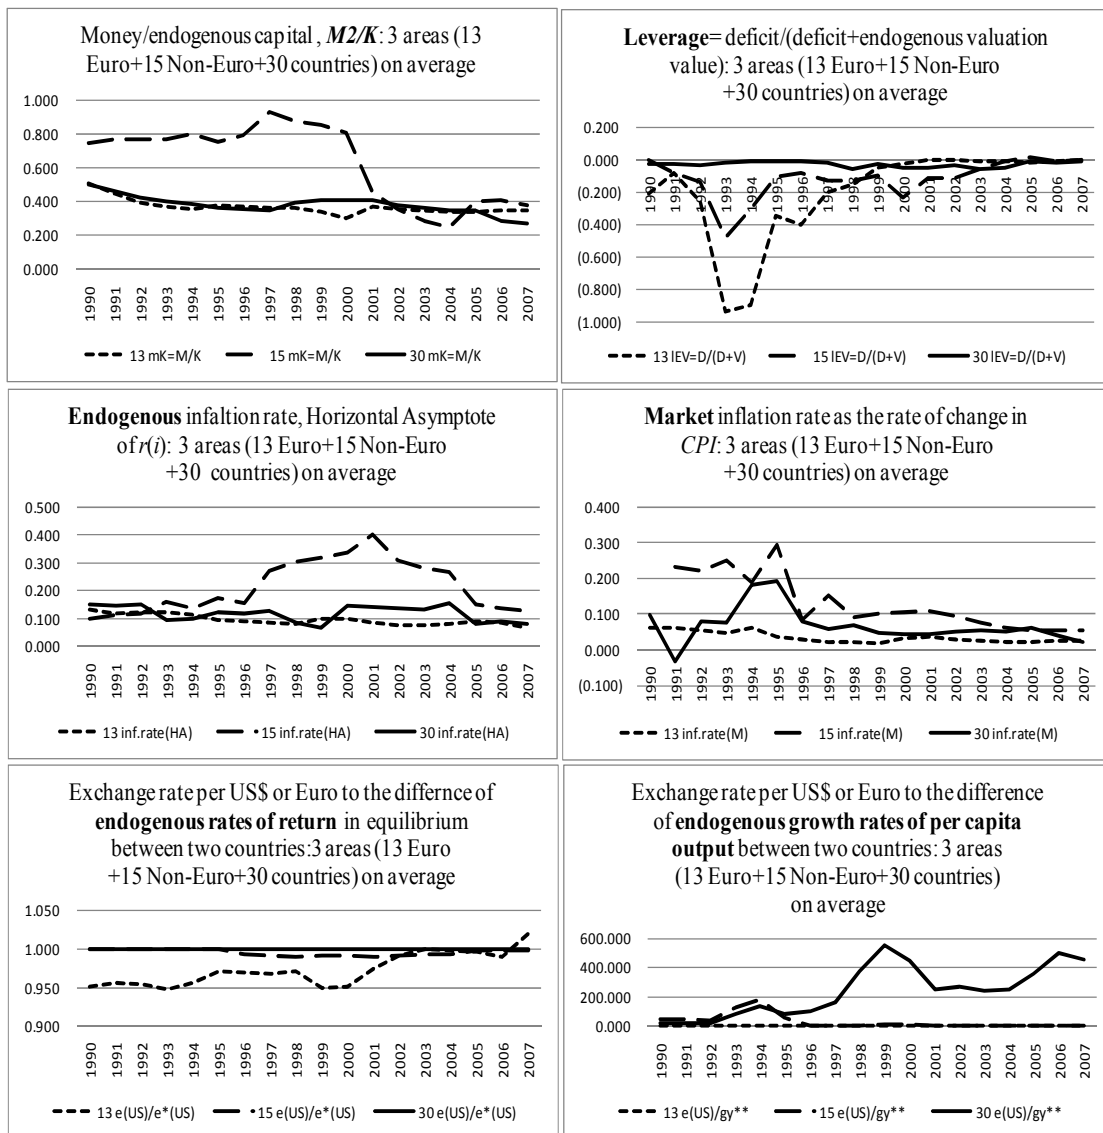 Money/endogenous capital , M2/K: 3 areas (13
Euro+15 Non-Euro+30 countries) on average
1.000
0.800
0.600
0.400
0.200
0.000
1990 1991 1992 1993 1994 1995 1996 1997 1998 1999 2000 2001 2002 2003 2004 2005 2006 2007
13 mK=M/K 15 mK=M/K 30 mK=M/K
Leverage= deficit/(deficit+endogenous valuation
value): 3 areas (13 Euro+15 Non-Euro
+30 countries) on average
0.200
0.000
(0.200)
(0.400)
(0.600)
(0.800)
(1.000)
1990 1991 1992 1993 1994 1995 1996 1997 1998 1999 2000 2001 2002 2003 2004 2005 2006 2007
13 lEV=D/(D+V) 15 lEV=D/(D+V) 30 lEV=D/(D+V)
Endogenous infaltion rate, Horizontal Asymptote
of r(i): 3 areas (13 Euro+15 Non-Euro
+30 countries) on average
0.500
0.400
0.300
0.200
0.100
0.000
1990 1991 1992 1993 1994 1995 1996 1997 1998 1999 2000 2001 2002 2003 2004 2005 2006 2007
13 inf.rate(HA) 15 inf.rate(HA) 30 inf.rate(HA)
Market inflation rate as the rate of change in
CPI: 3 areas (13 Euro+15 Non-Euro
+30 countries) on average
0.400
0.300
0.200
0.100
0.000
(0.100)
1990 1991 1992 1993 1994 1995 1996 1997 1998 1999 2000 2001 2002 2003 2004 2005 2006 2007
13 inf.rate(M) 15 inf.rate(M) 30 inf.rate(M)
Exchange rate per US$ or Euro to the differnce of
endogenous rates of return in equilibrium
between two countries:3 areas (13 Euro
+15 Non-Euro+30 countries) on average
1.050
1.000
0.950
0.900
1990 1991 1992 1993 1994 1995 1996 1997 1998 1999 2000 2001 2002 2003 2004 2005 2006 2007
13 e(US)/e*(US) 15 e(US)/e*(US) 30 e(US)/e*(US)
Exchange rate per US$ or Euro to the difference
of endogenous growth rates of per capita
output between two countries: 3 areas
(13 Euro+15 Non-Euro+30 countries)
on average
600.000
400.000
200.000
0.000
1990 1991 1992 1993 1994 1995 1996 1997 1998 1999 2000 2001 2002 2003 2004 2005 2006 2007
13 e(US)/gy** 15 e(US)/gy** 30 e(US)/gy**